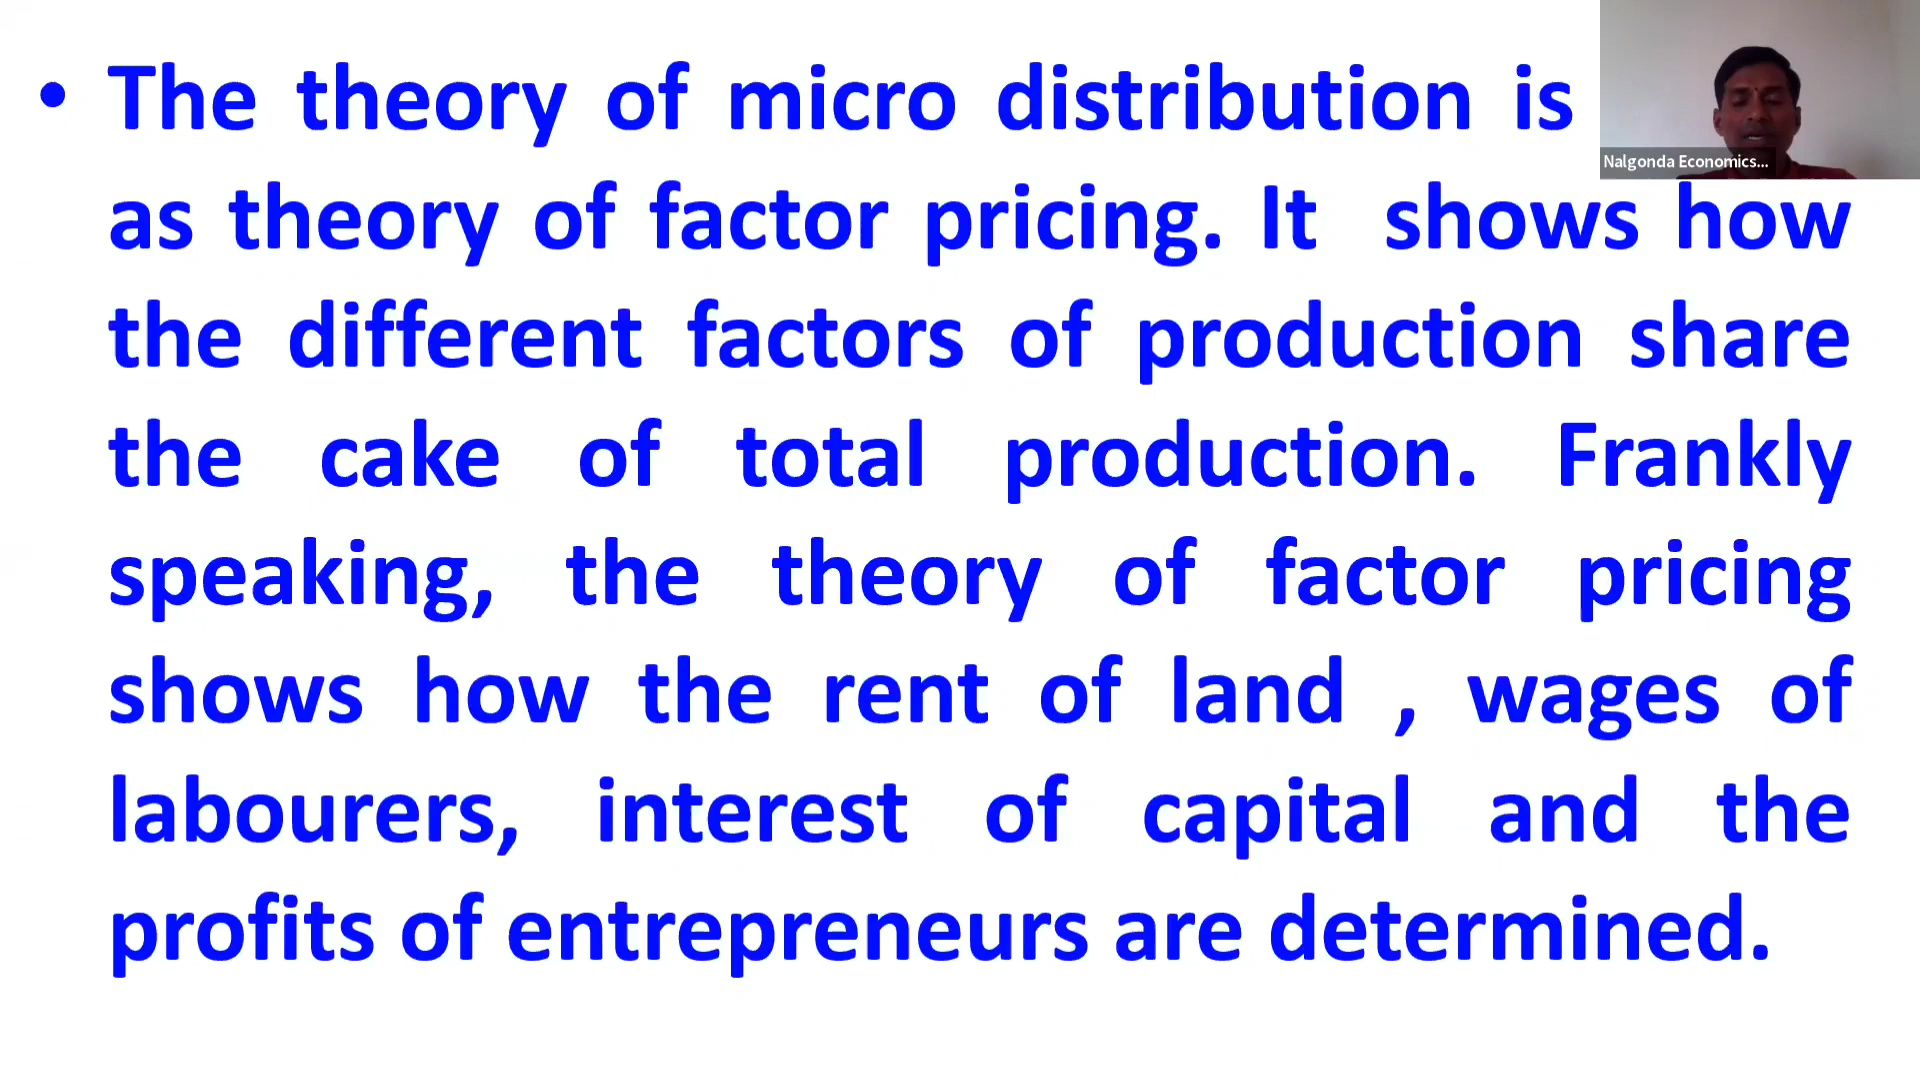 • The theory of micro distribution is
Nalgonda Economics...
as theory of factor pricing. It shows how
the different factors of production share
the cake of total production. Frankly
speaking, the theory of factor pricing
shows how the rent of land , wages of
labourers, interest of capital and the
profits of entrepreneurs are determined.